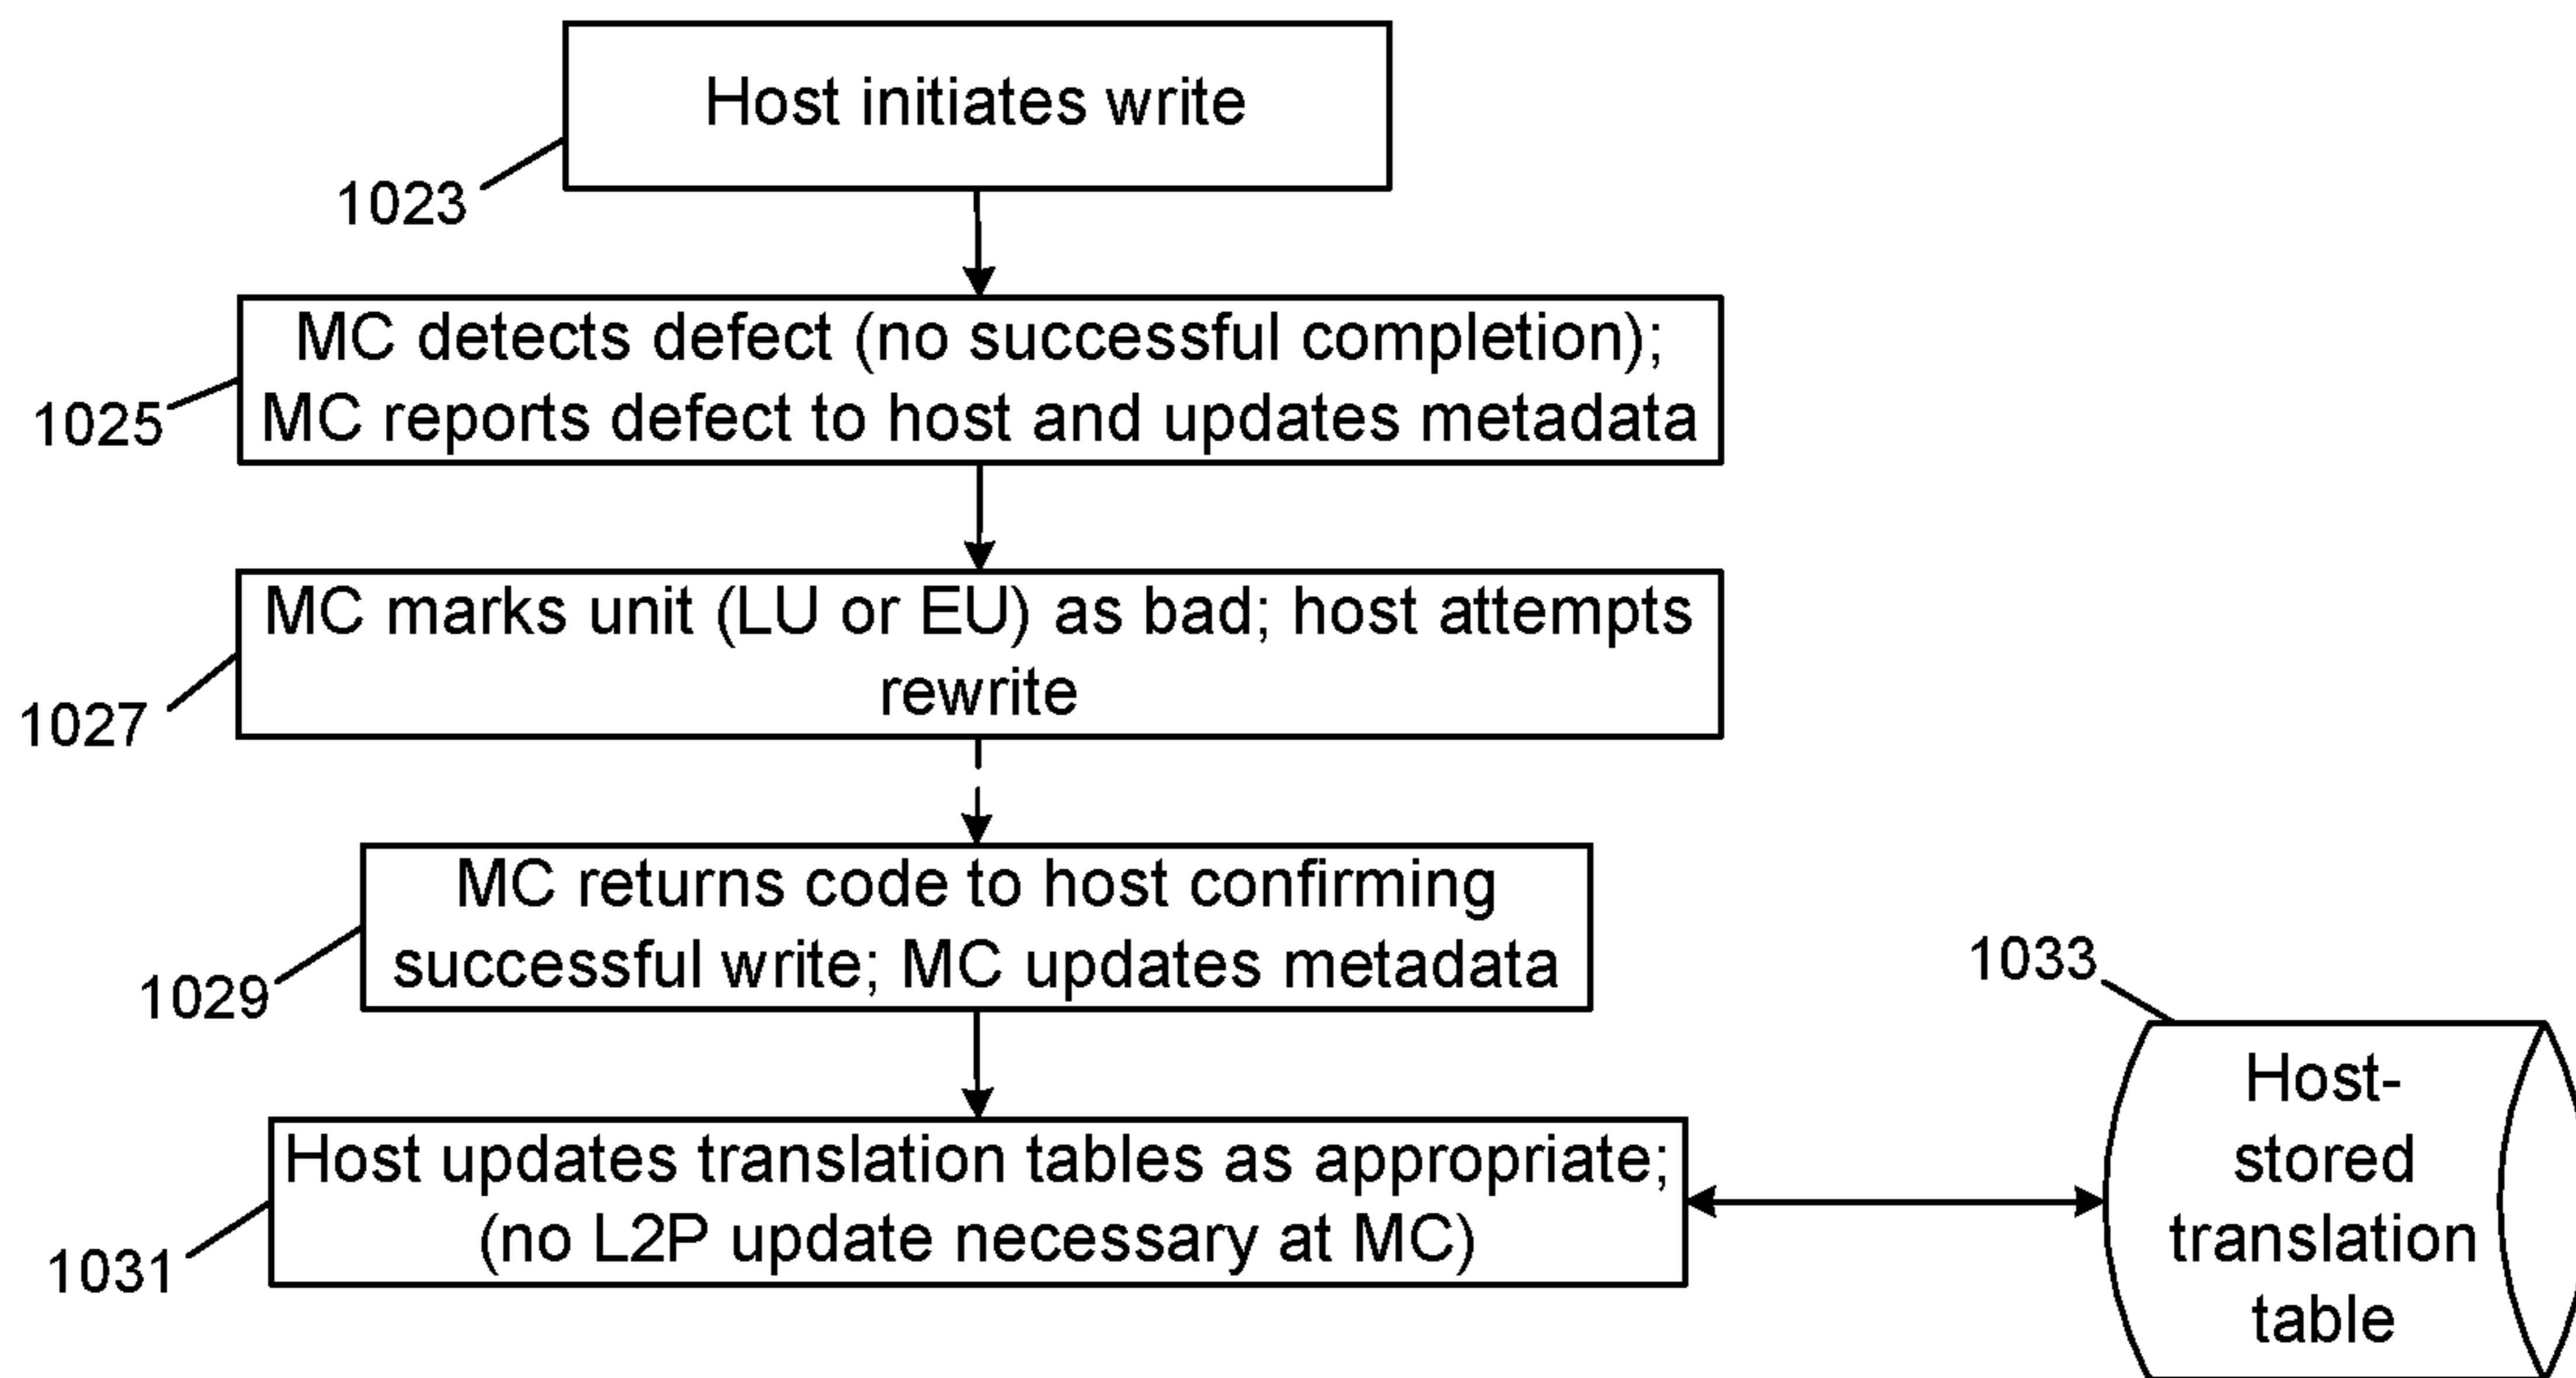 Host initiates write
1023
MC detects defect (no successful completion);
MC reports defect to host and updates metadata
1025
MC marks unit (LU or EU) as bad; host attempts
rewrite
1027
MC returns code to host confirming
successful write; MC updates metadata
1029
1033
Host updates translation tables as appropriate;
(no L2P update necessary at MC)
1031
Host-
stored
translation
table